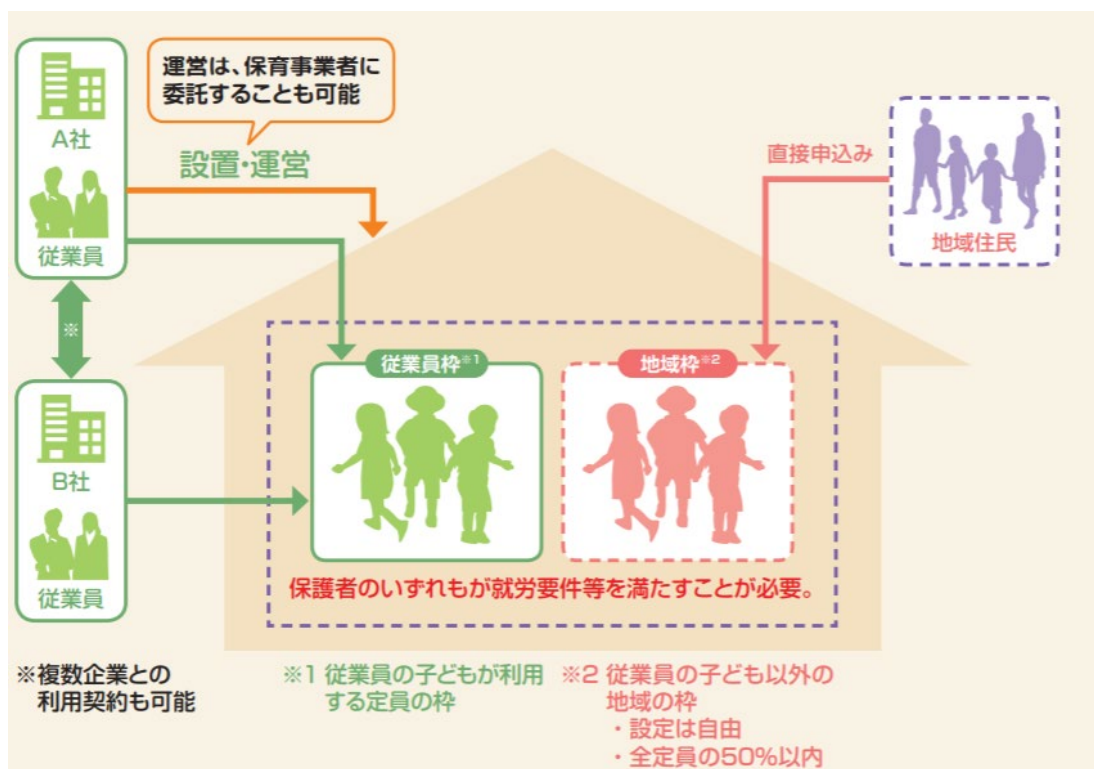 運営は、保育事業者に
委託することも可能
A社
従業員
設置・運営
直接申込み
地域住民
※
B社
従業員
従業員枠※1
地域枠※2
保護者のいずれもが就労要件等を満たすことが必要。
※複数企業との
利用契約も可能
※1 従業員の子どもが利用
する定員の枠
※2 従業員の子ども以外の
地域の枠
・設定は自由
・全定員の50%以内